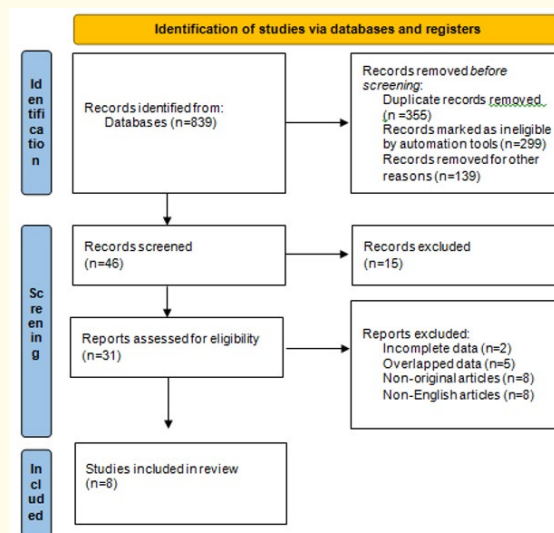 Identification of studies via databases and registers
Id
en
tifi
ca
tio
n
Records identified from:
Databases (n=839)
Records removed before
screening:
Duplicate records removed
(n =355)
Records marked as ineligible
by automation tools (n=299)
Records removed for other
reasons (n=139)
Sc
re
en
in
g
Records screened
(n=46)
Records excluded
(n=15)
Reports assessed for eligibility
(n=31)
Reports excluded:
Incomplete data (n=2)
Overlapped data (n=5)
Non-original articles (n=8)
Non-English articles (n=8)
In
cl
ud
ed
Studies included in review
(n=8)